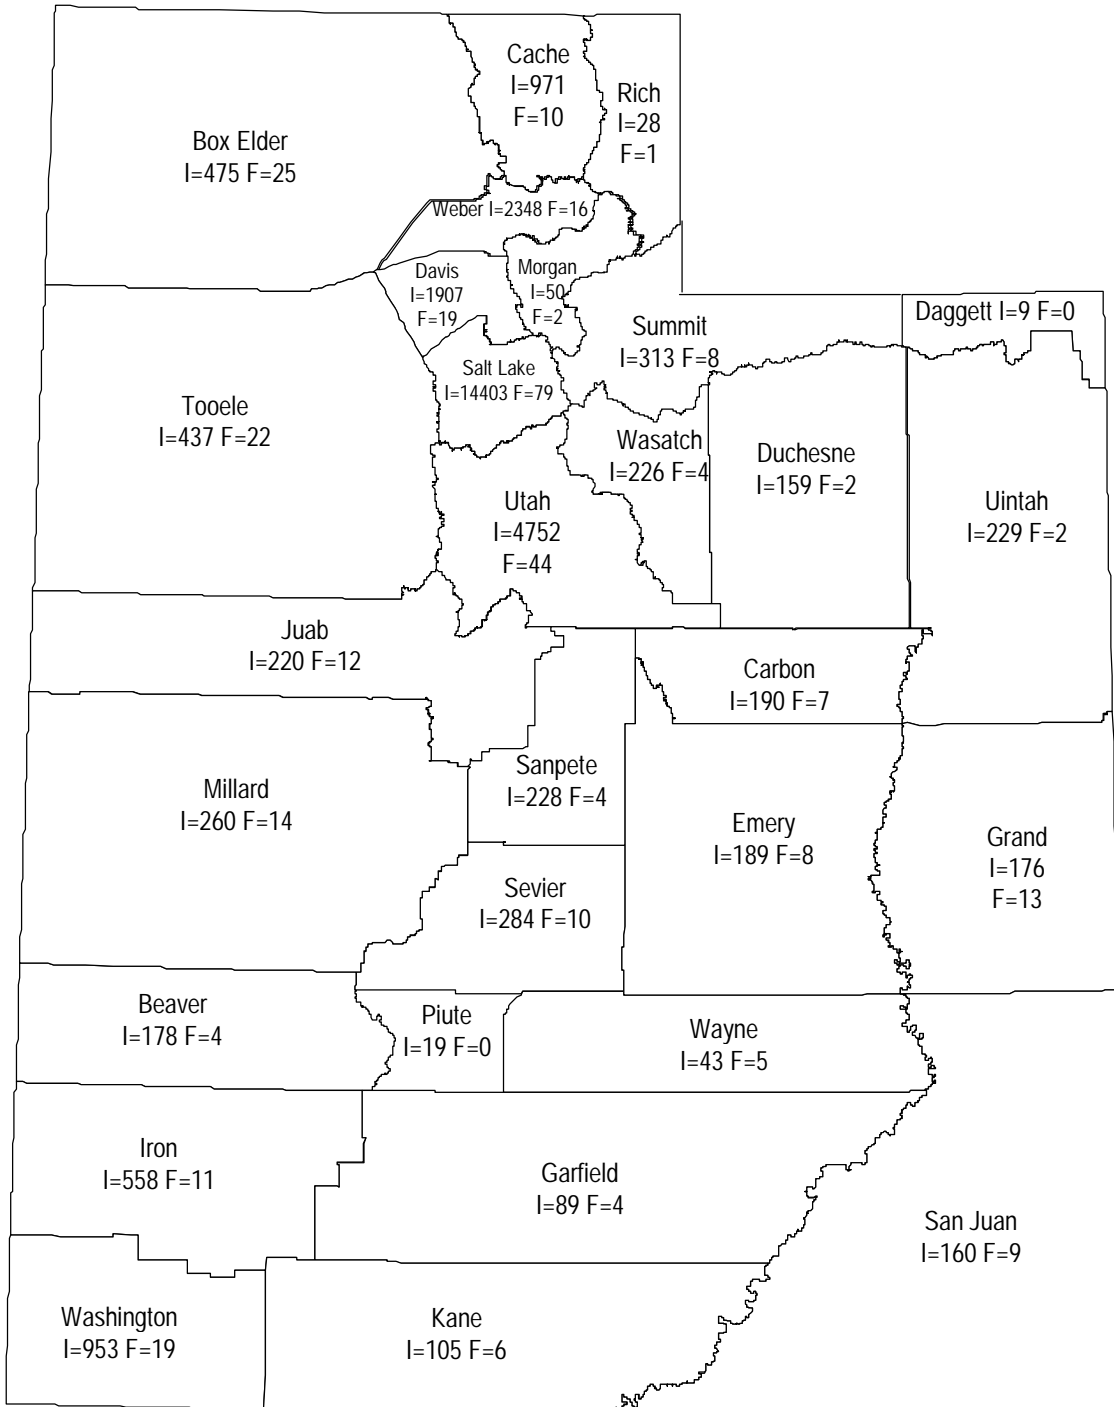 Cache
I=971
F=10
Rich
I=28
F=1
Box Elder
I=475 F=25
Weber I=2348 F=16
Davis
I=1907
F=19
Morgan
I=50
F=2
Daggett I=9 F=0
Summit
I=313 F=8
Salt Lake
I=14403 F=79
Tooele
I=437 F=22
Wasatch
I=226 F=4
Duchesne
I=159 F=2
Utah
I=4752
F=44
Uintah
I=229 F=2
Juab
I=220 F=12
Carbon
I=190 F=7
Sanpete
I=228 F=4
Millard
I=260 F=14
Emery
I=189 F=8
Grand
I=176
F=13
Sevier
I=284 F=10
Beaver
I=178 F=4
Piute
I=19 F=0
Wayne
I=43 F=5
Iron
I=558 F=11
Garfield
I=89 F=4
San Juan
I=160 F=9
Washington
I=953 F=19
Kane
I=105 F=6